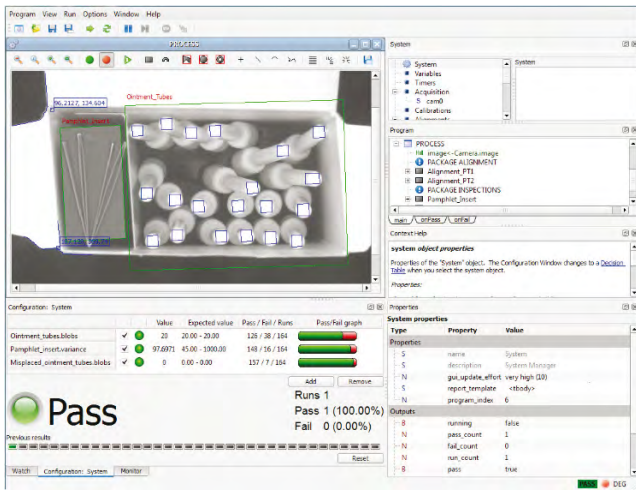 Program View Run Options Window Help
PROCESS
96.2127, 134.604
Ointment_Tubes
Pamphlet_Insert
System
System
Variables
Timers
Acquisition
cam0
Calibrations
System
Program
PROCESS
image<-Camera.image
PACKAGE ALIGNMENT
Alignment_PT1
Alignment_PT2
PACKAGE INSPECTIONS
Pamphlet_Insert
main onPass onFail
Context Help
system object properties
Properties of the "System" object. The Configuration Window changes to a Decision
Table when you select the system object.
Properties:
Configuration: System
Value Expected value Pass / Fail / Runs Pass/Fail graph
Ointment_tubes.blobs 20 20.00 - 20.00 126 / 38 / 164
Pamphlet_insert.variance 97.6971 45.00 - 1000.00 148 / 16 / 164
Misplaced_ointment_tubes.blobs 0 0.00 - 0.00 157 / 7 / 164
Add Remove
Pass
Runs 1
Pass 1 (100.00%)
Fail 0 (0.00%)
Previous results
Reset
Watch Configuration: System Monitor
Properties
System properties
Type Property Value
Properties
S name System
S description System Manager
N gui_update_effort very high (10)
S report_template <tbody>
N program_index 6
Outputs
B running false
N pass_count 1
N fail_count 0
N run_count 1
B pass true
PASS DEG